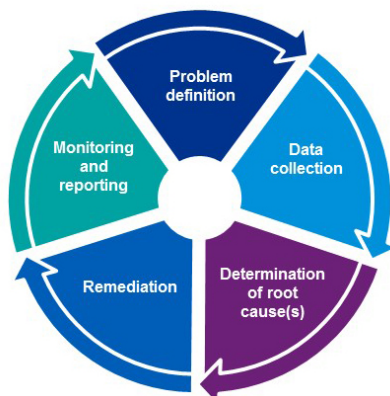 Problem
definition
Data
collection
Determination
of root
cause(s)
Remediation
Monitoring
and
reporting